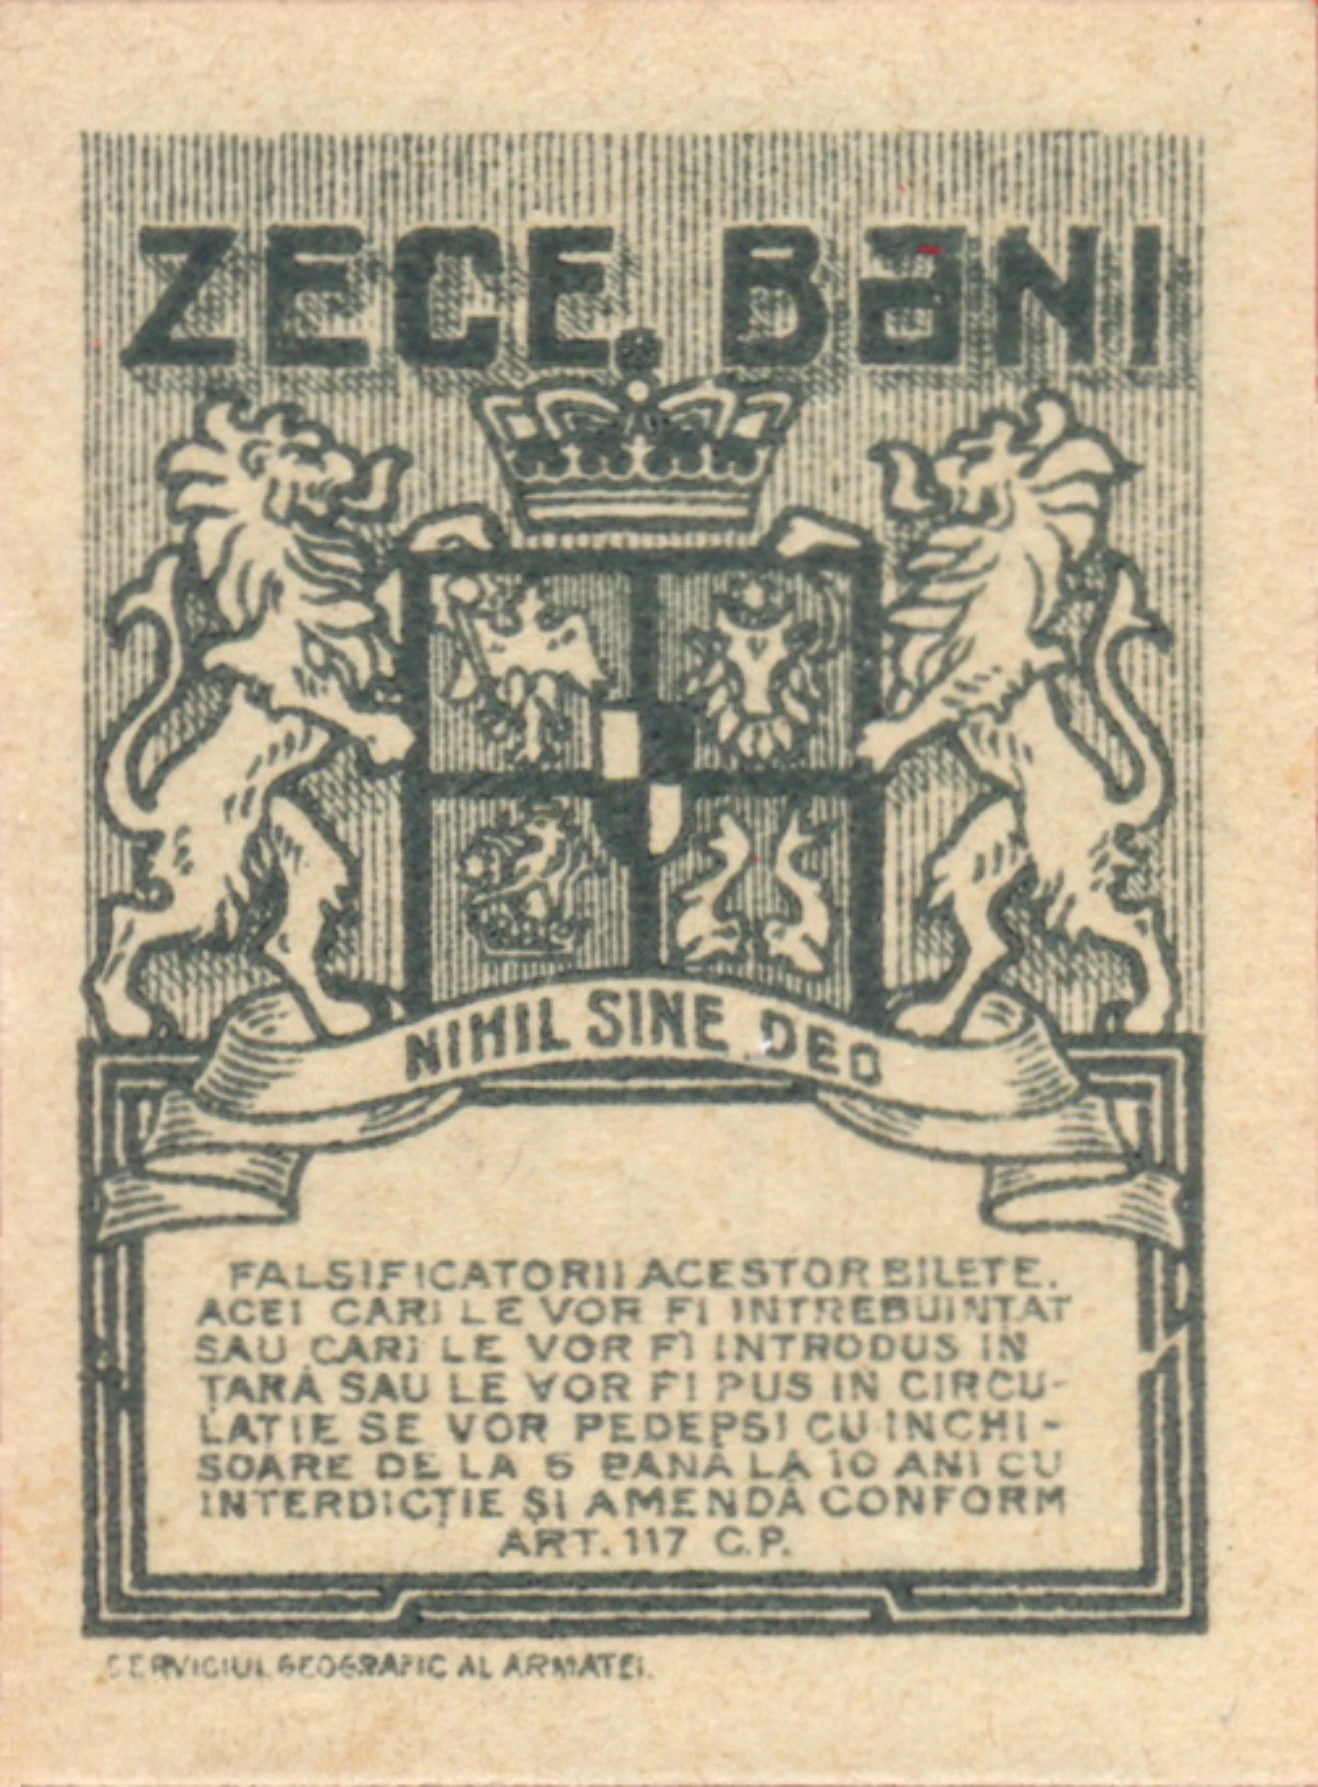 ZECE BANI
NIHIL SINE DEO
FALSIFICATORII ACESTOR BILETE.
ACEI CARI LE VOR FI INTREBUINȚAT
SAU CARI LE VOR FI INTRODUS IN
ȚARĂ SAU LE VOR FI PUS IN CIRCU-
LAȚIE SE VOR PEDEPSI CU INCHI-
SOARE DE LA 5 PANĂ LA 10 ANI CU
INTERDICȚIE ȘI AMENDĂ CONFORM
ART. 117 C.P.
SERVICIUL GEOGRAFIC AL ARMATEI.